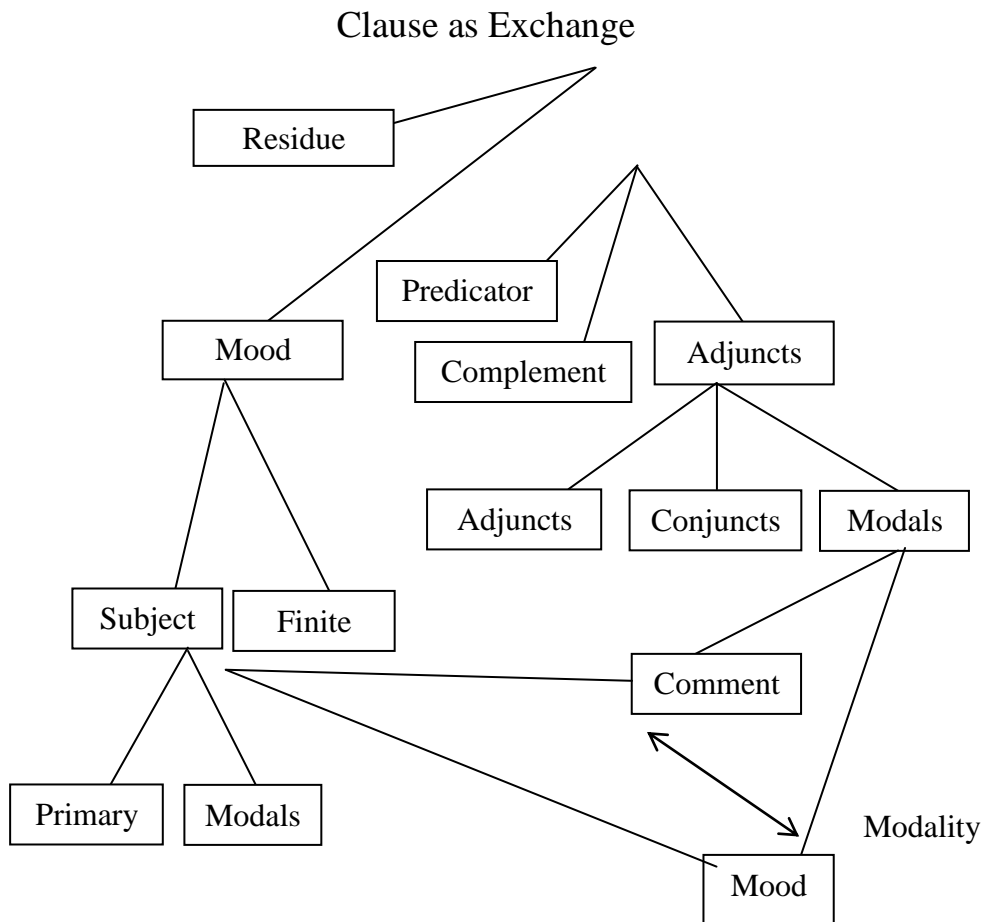 Clause as Exchange
Residue
Predicator
Mood
Complement
Adjuncts
Adjuncts
Conjuncts
Modals
Subject
Finite
Comment
Primary
Modals
Modality
Mood